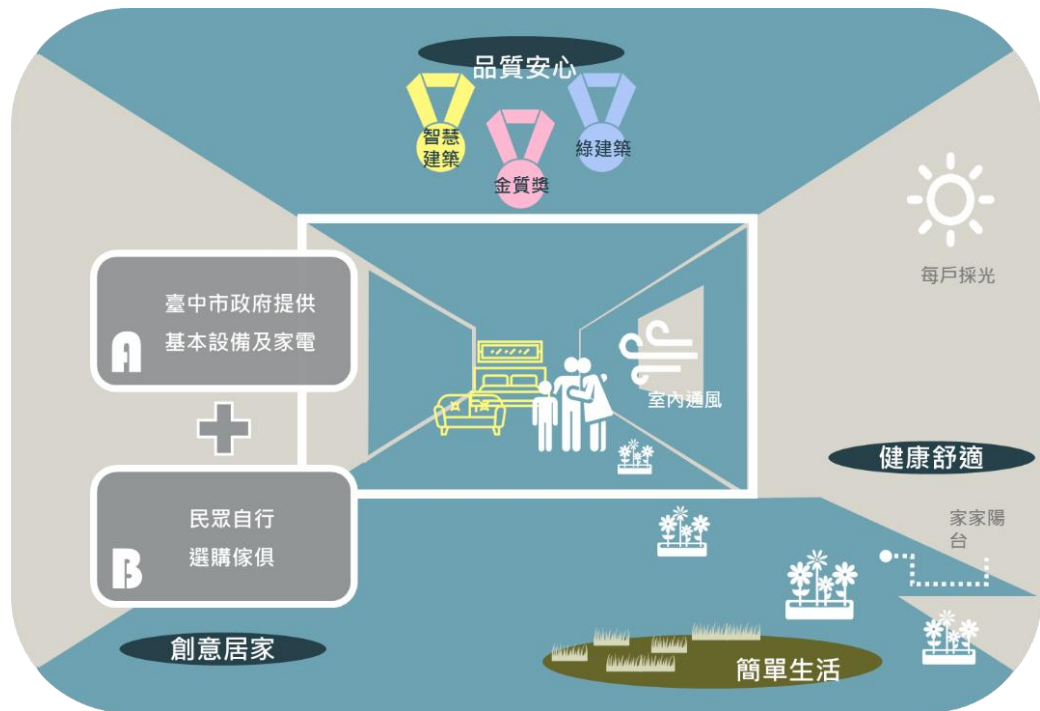 品質安心
智慧
建築
金质獎
綠建築
每戶採光
臺中市政府提供
基本設備及家電
A
室內通風
健康舒適
民眾自行
選購傢俱
B
家家陽
台
創意居家
簡單生活